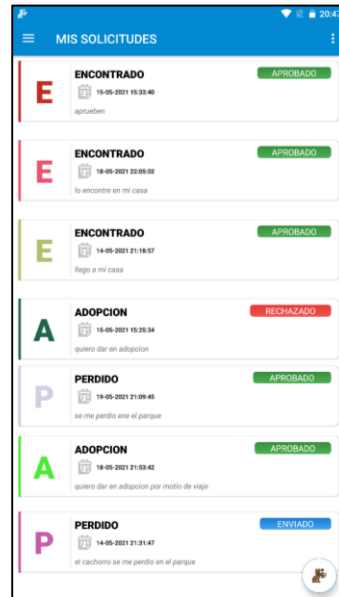 20:47
MIS SOLICITUDES
E
ENCONTRADO
APROBADO
15-05-2021 15:33:40
aprueben
E
ENCONTRADO
APROBADO
18-05-2021 22:05:02
lo encontre en mi casa
E
ENCONTRADO
APROBADO
14-05-2021 21:18:57
llego a mi casa
A
ADOPCION
RECHAZADO
15-05-2021 15:25:34
quiero dar en adopcion
P
PERDIDO
APROBADO
19-05-2021 21:09:45
se me perdio ene el parque
A
ADOPCION
APROBADO
18-05-2021 21:53:42
quiero dar en adopcion por motio de viaje
P
PERDIDO
ENVIADO
14-05-2021 21:31:47
el cachorro se me perdio en el parque